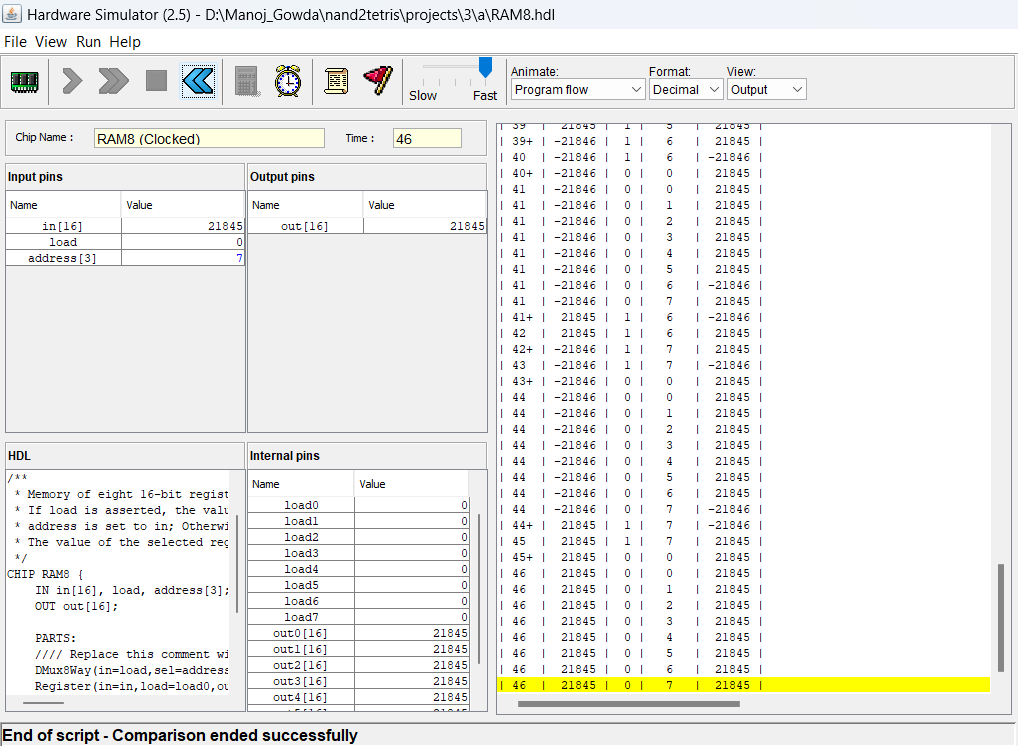 Hardware Simulator (2.5) - D:\Manoj_Gowda\nand2tetris\projects\3\a\RAM8.hdl
File View Run Help
Slow Fast
Animate: Format: View:
Program flow Decimal Output
Chip Name : RAM8 (Clocked) Time : 46
Input pins
Name Value
in[16] 21845
load 0
address[3] 7
Output pins
Name Value
out[16] 21845
HDL
/**
* Memory of eight 16-bit regist
* If load is asserted, the valu
* address is set to in; Otherwi
* The value of the selected reg
*/
CHIP RAM8 {
IN in[16], load, address[3];
OUT out[16];
PARTS:
//// Replace this comment wi
DMux8Way(in=load,sel=address
Register(in=in,load=load0,ou
Internal pins
Name Value
load0 0
load1 0
load2 0
load3 0
load4 0
load5 0
load6 0
load7 0
out0[16] 21845
out1[16] 21845
out2[16] 21845
out3[16] 21845
out4[16] 21845
| 39 | 21845 | 1 | 5 | 21845 |
| 39+ | -21846 | 1 | 6 | 21845 |
| 40 | -21846 | 1 | 6 | -21846 |
| 40+ | -21846 | 0 | 0 | 21845 |
| 41 | -21846 | 0 | 0 | 21845 |
| 41 | -21846 | 0 | 1 | 21845 |
| 41 | -21846 | 0 | 2 | 21845 |
| 41 | -21846 | 0 | 3 | 21845 |
| 41 | -21846 | 0 | 4 | 21845 |
| 41 | -21846 | 0 | 5 | 21845 |
| 41 | -21846 | 0 | 6 | -21846 |
| 41 | -21846 | 0 | 7 | 21845 |
| 41+ | 21845 | 1 | 6 | -21846 |
| 42 | 21845 | 1 | 6 | 21845 |
| 42+ | -21846 | 1 | 7 | 21845 |
| 43 | -21846 | 1 | 7 | -21846 |
| 43+ | -21846 | 0 | 0 | 21845 |
| 44 | -21846 | 0 | 0 | 21845 |
| 44 | -21846 | 0 | 1 | 21845 |
| 44 | -21846 | 0 | 2 | 21845 |
| 44 | -21846 | 0 | 3 | 21845 |
| 44 | -21846 | 0 | 4 | 21845 |
| 44 | -21846 | 0 | 5 | 21845 |
| 44 | -21846 | 0 | 6 | 21845 |
| 44 | -21846 | 0 | 7 | -21846 |
| 44+ | 21845 | 1 | 7 | -21846 |
| 45 | 21845 | 1 | 7 | 21845 |
| 45+ | 21845 | 0 | 0 | 21845 |
| 46 | 21845 | 0 | 0 | 21845 |
| 46 | 21845 | 0 | 1 | 21845 |
| 46 | 21845 | 0 | 2 | 21845 |
| 46 | 21845 | 0 | 3 | 21845 |
| 46 | 21845 | 0 | 4 | 21845 |
| 46 | 21845 | 0 | 5 | 21845 |
| 46 | 21845 | 0 | 6 | 21845 |
| 46 | 21845 | 0 | 7 | 21845 |
End of script - Comparison ended successfully